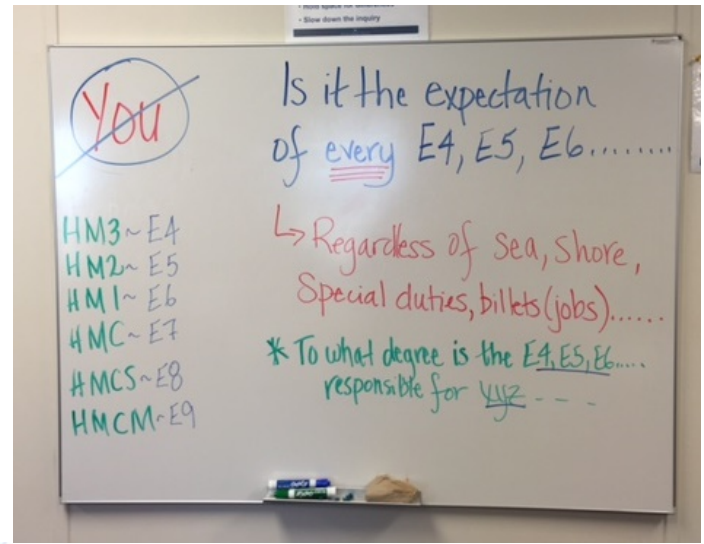 • Slow down the inquiry
You
Is it the expectation
of every E4, E5, E6........
HM3~E4
HM2~E5
HM1~E6
HMC~E7
HMCS~E8
HMCM~E9
↳ Regardless of sea, shore,
Special duties, billets (jobs)......
* To what degree is the E4, E5, E6....
responsible for xyz - - -